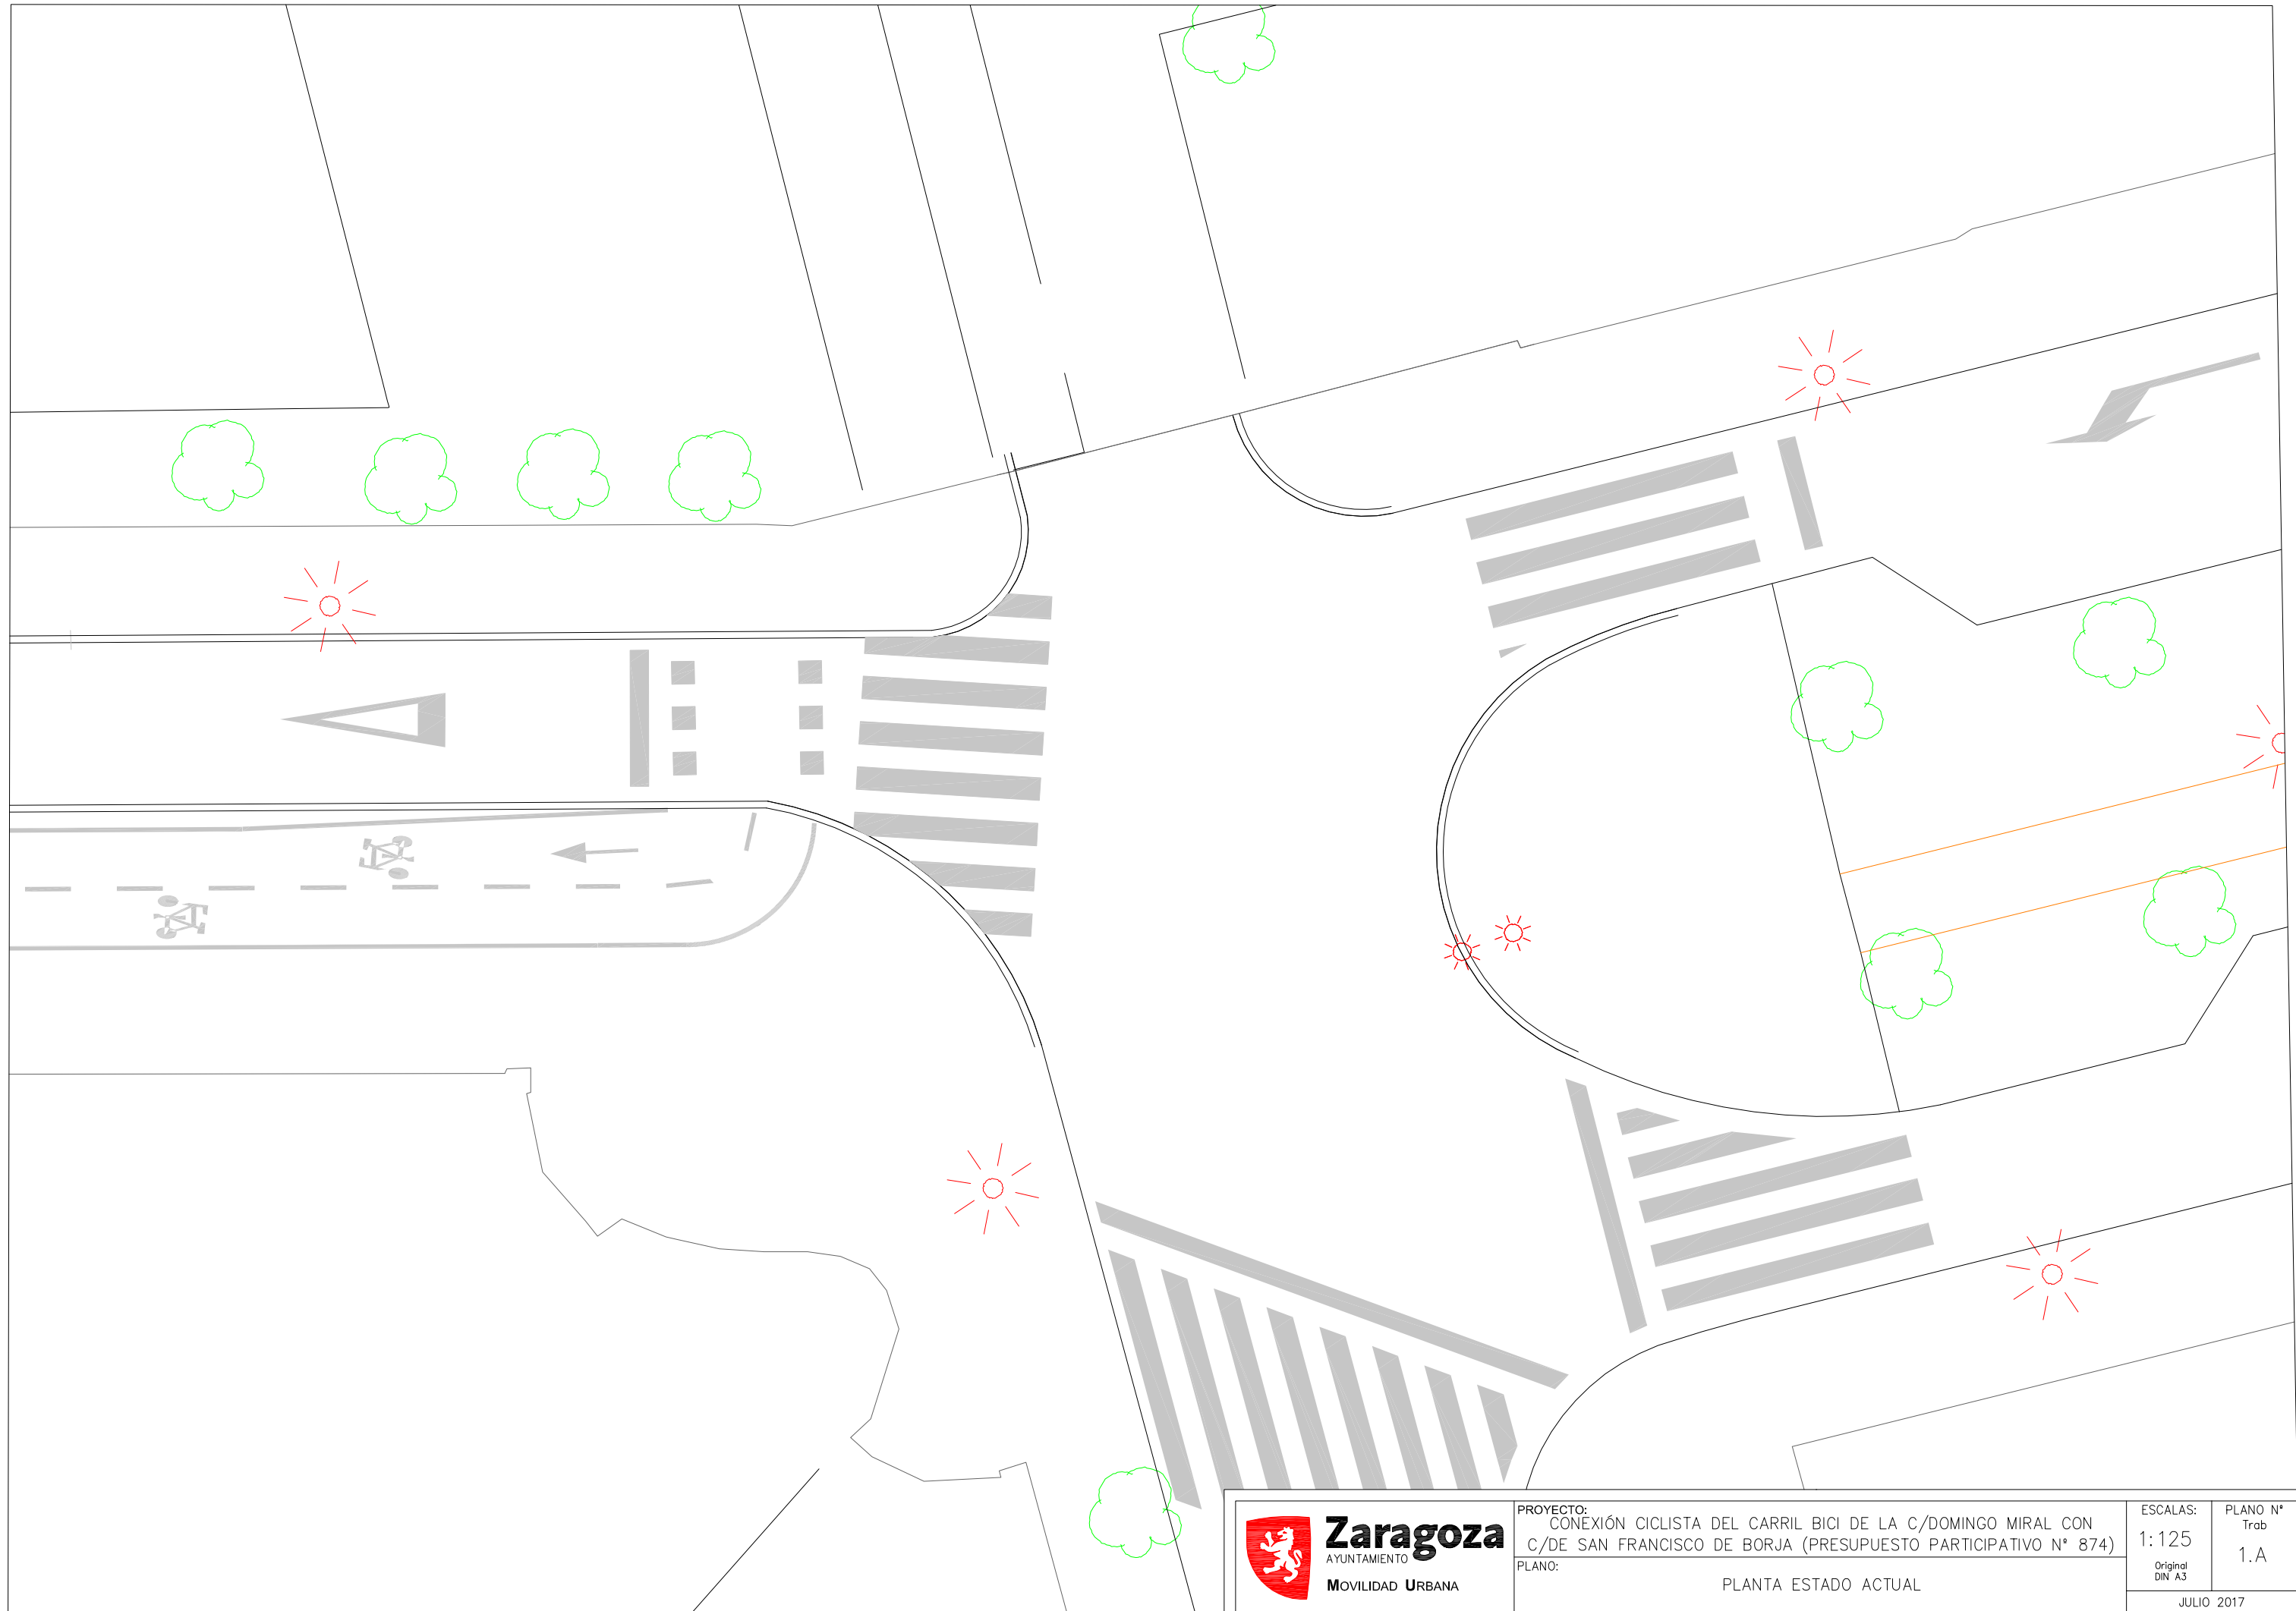 Zaragoza
AYUNTAMIENTO
MOVILIDAD URBANA
PROYECTO:
CONEXIÓN CICLISTA DEL CARRIL BICI DE LA C/DOMINGO MIRAL CON
C/DE SAN FRANCISCO DE BORJA (PRESUPUESTO PARTICIPATIVO Nº 874)
PLANO:
PLANTA ESTADO ACTUAL
ESCALAS:
1:125
Original
DIN A3
PLANO Nº
Trab
1.A
JULIO 2017